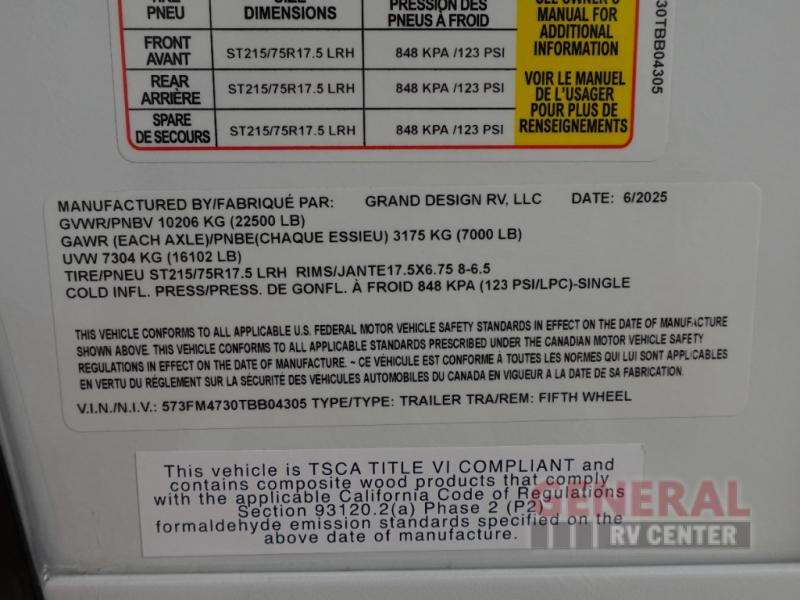 TIRE SIZE
PNEU DIMENSIONS PRESSION DES
PNEUS À FROID
FRONT
AVANT ST215/75R17.5 LRH 848 KPA /123 PSI
REAR
ARRIÈRE ST215/75R17.5 LRH 848 KPA /123 PSI
SPARE
DE SECOURS ST215/75R17.5 LRH 848 KPA /123 PSI
SEE OWNER'S
MANUAL FOR
ADDITIONAL
INFORMATION
VOIR LE MANUEL
DE L'USAGER
POUR PLUS DE
RENSEIGNEMENTS
30TBB04305
MANUFACTURED BY/FABRIQUÉ PAR: GRAND DESIGN RV, LLC DATE: 6/2025
GVWR/PNBV 10206 KG (22500 LB)
GAWR (EACH AXLE)/PNBE(CHAQUE ESSIEU) 3175 KG (7000 LB)
UVW 7304 KG (16102 LB)
TIRE/PNEU ST215/75R17.5 LRH RIMS/JANTE17.5X6.75 8-6.5
COLD INFL. PRESS/PRESS. DE GONFL. À FROID 848 KPA (123 PSI/LPC)-SINGLE
THIS VEHICLE CONFORMS TO ALL APPLICABLE U.S. FEDERAL MOTOR VEHICLE SAFETY STANDARDS IN EFFECT ON THE DATE OF MANUFACTURE
SHOWN ABOVE. THIS VEHICLE CONFORMS TO ALL APPLICABLE STANDARDS PRESCRIBED UNDER THE CANADIAN MOTOR VEHICLE SAFETY
REGULATIONS IN EFFECT ON THE DATE OF MANUFACTURE. ~ CE VÉHICULE EST CONFORME À TOUTES LES NORMES QUI LUI SONT APPLICABLES
EN VERTU DU RÈGLEMENT SUR LA SÉCURITÉ DES VEHICULES AUTOMOBILES DU CANADA EN VIGUEUR A LA DATE DE SA FABRICATION.
V.I.N./N.I.V.: 573FM4730TBB04305 TYPE/TYPE: TRAILER TRA/REM: FIFTH WHEEL
This vehicle is TSCA TITLE VI COMPLIANT and
contains composite wood products that comply
with the applicable California Code of Regulations
Section 93120.2(a) Phase 2 (P2)
formaldehyde emission standards specified on the
above date of manufacture.
GENERAL
RV CENTER